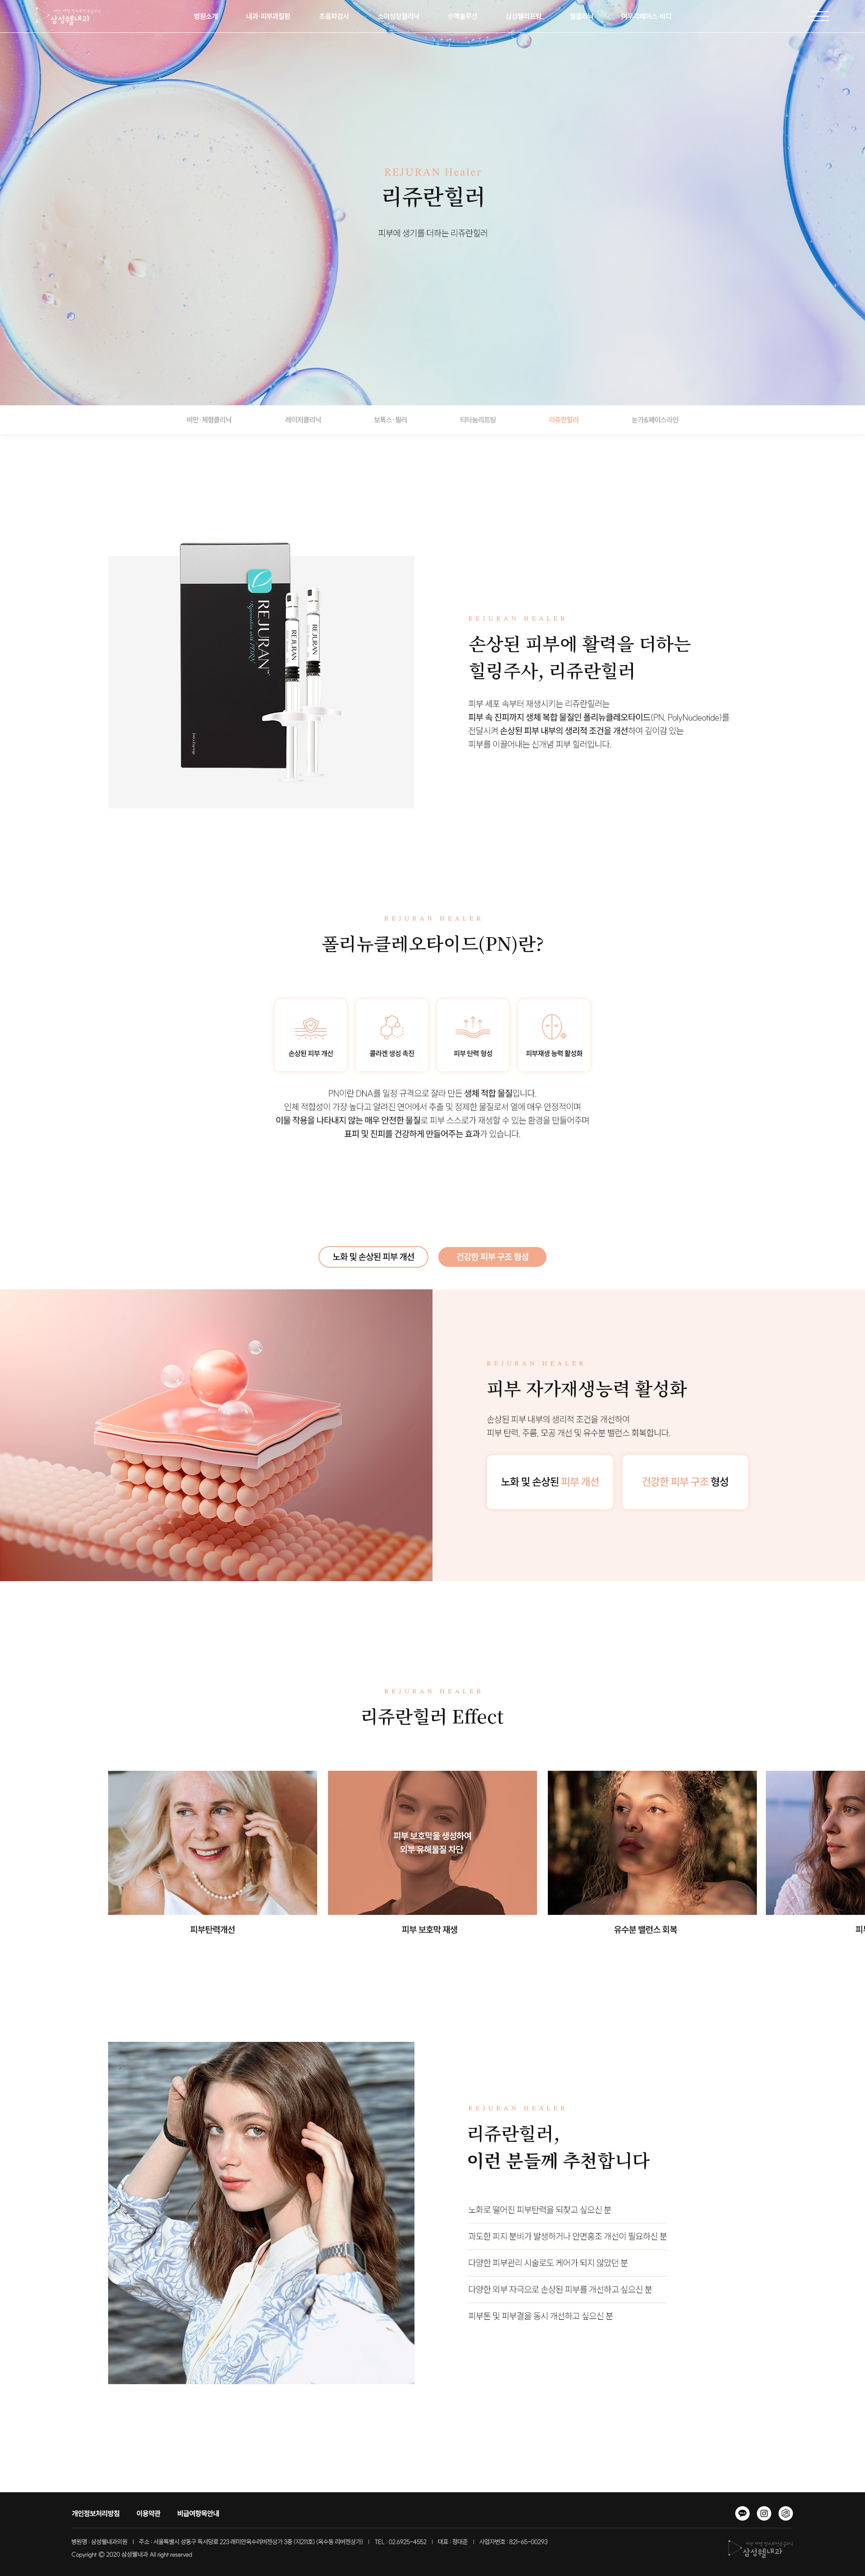 삼성웰내과
병원소개
내과·피부과질환
초음파검사
소아성장클리닉
수액솔루션
삼성웰리프팅
웰클리닉
REJURAN Healer
리쥬란힐러
피부에 생기를 더하는 리쥬란힐러
비만·체형클리닉
레이저클리닉
보톡스·필러
티타늄리프팅
리쥬란힐러
눈가&페이스라인
REJURAN
REJURAN
REJURAN
REJURAN HEALER
손상된 피부에 활력을 더하는
힐링주사, 리쥬란힐러
피부 세포 속부터 재생시키는 리쥬란힐러는
피부 속 진피까지 생체 복합 물질인 폴리뉴클레오타이드(PN, PolyNucleotide)를
전달시켜 손상된 피부 내부의 생리적 조건을 개선하여 깊이감 있는
피부를 이끌어내는 신개념 피부 힐러입니다.
REJURAN HEALER
폴리뉴클레오타이드(PN)란?
손상된 피부 개선
콜라겐 생성 촉진
피부 탄력 형성
피부재생 능력 활성화
PN이란 DNA를 일정 규격으로 잘라 만든 생체 적합 물질입니다.
인체 적합성이 가장 높다고 알려진 연어에서 추출 및 정제한 물질로서 열에 매우 안정적이며
이물 작용을 나타내지 않는 매우 안전한 물질로 피부 스스로가 재생할 수 있는 환경을 만들어주며
표피 및 진피를 건강하게 만들어주는 효과가 있습니다.
노화 및 손상된 피부 개선
건강한 피부 구조 형성
REJURAN HEALER
피부 자가재생능력 활성화
손상된 피부 내부의 생리적 조건을 개선하여
피부 탄력, 주름, 모공 개선 및 유수분 밸런스 회복합니다.
노화 및 손상된 피부 개선
건강한 피부 구조 형성
REJURAN HEALER
리쥬란힐러 Effect
피부 보호막을 생성하여
외부 유해물질 차단
피부탄력개선
피부 보호막 재생
유수분 밸런스 회복
REJURAN HEALER
리쥬란힐러,
이런 분들께 추천합니다
노화로 떨어진 피부탄력을 되찾고 싶으신 분
과도한 피지 분비가 발생하거나 안면홍조 개선이 필요하신 분
다양한 피부관리 시술로도 케어가 되지 않았던 분
다양한 외부 자극으로 손상된 피부를 개선하고 싶으신 분
피부톤 및 피부결을 동시 개선하고 싶으신 분
개인정보처리방침
이용약관
비급여항목안내
병원명 : 삼성웰내과의원 | 주소 : 서울특별시 성동구 독서당로 223 래미안옥수리버젠상가 3층 (지211호) (옥수동 리버젠상가) | TEL : 02.6925-4552 | 대표 : 정대준 | 사업자번호 : 821-65-00293
Copyright © 2020 삼성웰내과 All right reserved
삼성웰내과